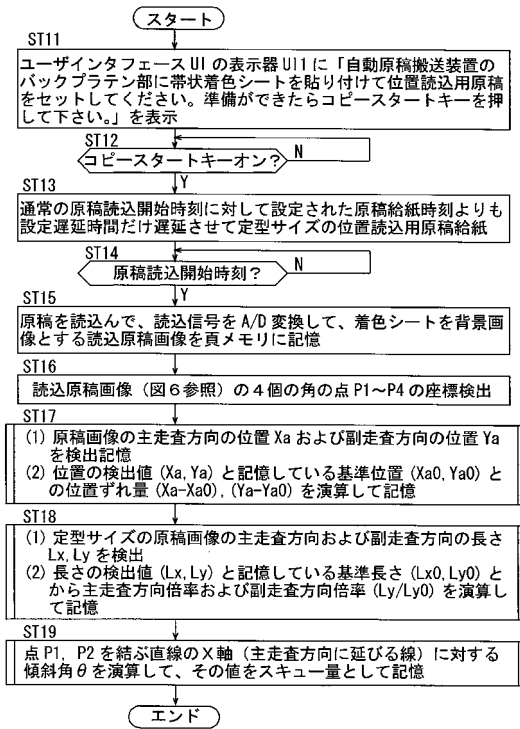 スタート
ST11
ユーザインタフェースUIの表示器UI1に「自動原稿搬送装置の
バックプラテン部に帯状着色シートを貼り付けて位置読込用原稿
をセットしてください。準備ができたらコピースタートキーを押
して下さい。」を表示
ST12
コピースタートキーオン?
N
Y
ST13
通常の原稿読込開始時刻に対して設定された原稿給紙時刻よりも
設定遅延時間だけ遅延させて定型サイズの位置読込用原稿給紙
ST14
原稿読込開始時刻?
N
Y
ST15
原稿を読込んで、読込信号をA/D変換して、着色シートを背景画
像とする読込原稿画像を頁メモリに記憶
ST16
読込原稿画像(図6参照)の4個の角の点P1~P4の座標検出
ST17
(1) 原稿画像の主走査方向の位置Xaおよび副走査方向の位置Ya
を検出記憶
(2) 位置の検出値(Xa, Ya)と記憶している基準位置(Xa0, Ya0)と
の位置ずれ量(Xa-Xa0),(Ya-Ya0)を演算して記憶
ST18
(1) 定型サイズの原稿画像の主走査方向および副走査方向の長さ
Lx, Lyを検出
(2) 長さの検出値(Lx, Ly)と記憶している基準長さ(Lx0, Ly0)と
から主走査方向倍率および副走査方向倍率(Ly/Ly0)を演算し
て記憶
ST19
点P1, P2を結ぶ直線のX軸(主走査方向に延びる線)に対する
傾斜角θを演算して、その値をスキュー量として記憶
エンド